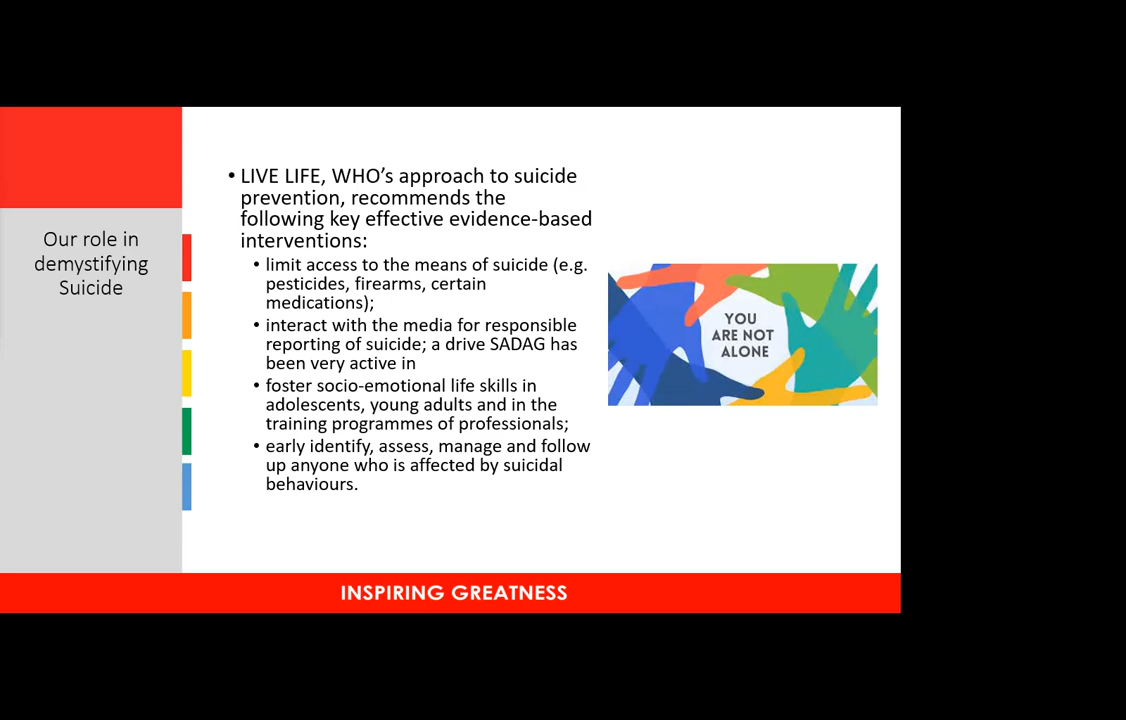 Our role in
demystifying
Suicide
• LIVE LIFE, WHO’s approach to suicide
prevention, recommends the
following key effective evidence-based
interventions:
• limit access to the means of suicide (e.g.
pesticides, firearms, certain
medications);
• interact with the media for responsible
reporting of suicide; a drive SADAG has
been very active in
• foster socio-emotional life skills in
adolescents, young adults and in the
training programmes of professionals;
• early identify, assess, manage and follow
up anyone who is affected by suicidal
behaviours.
YOU
ARE NOT
ALONE
INSPIRING GREATNESS